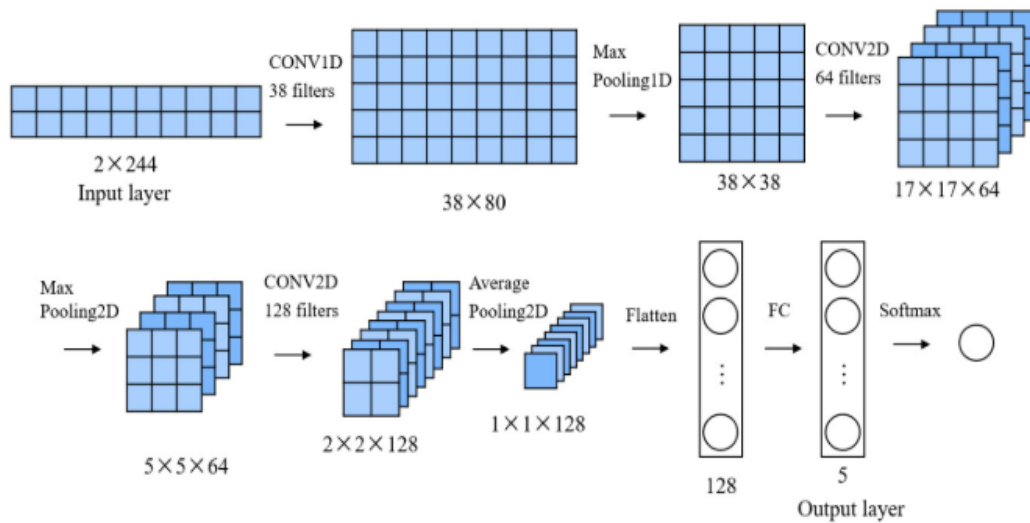 CONV1D
38 filters
Max
Pooling1D
CONV2D
64 filters
2×244
Input layer
38×80
38×38
17×17×64
Max
Pooling2D
CONV2D
128 filters
Average
Pooling2D
Flatten
FC
Softmax
...
...
5×5×64
2×2×128
1×1×128
128
5
Output layer